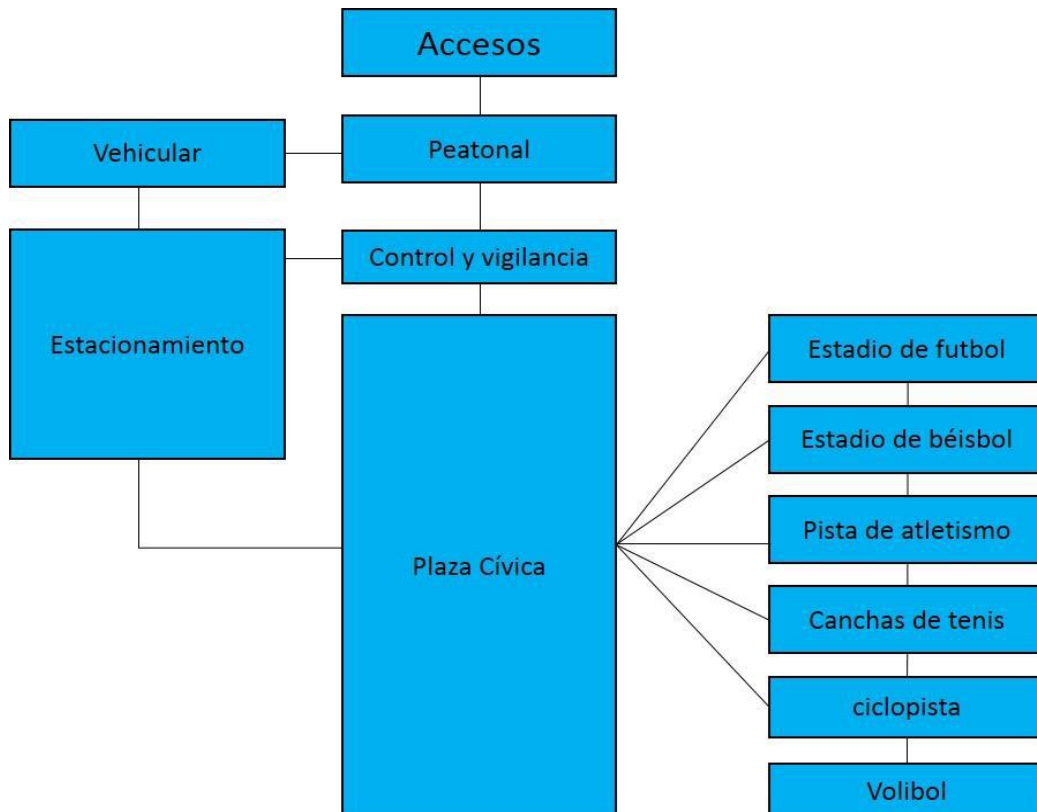 Accesos
Vehicular
Peatonal
Control y vigilancia
Estacionamiento
Plaza Cívica
Estadio de futbol
Estadio de béisbol
Pista de atletismo
Canchas de tenis
ciclopista
Volibol